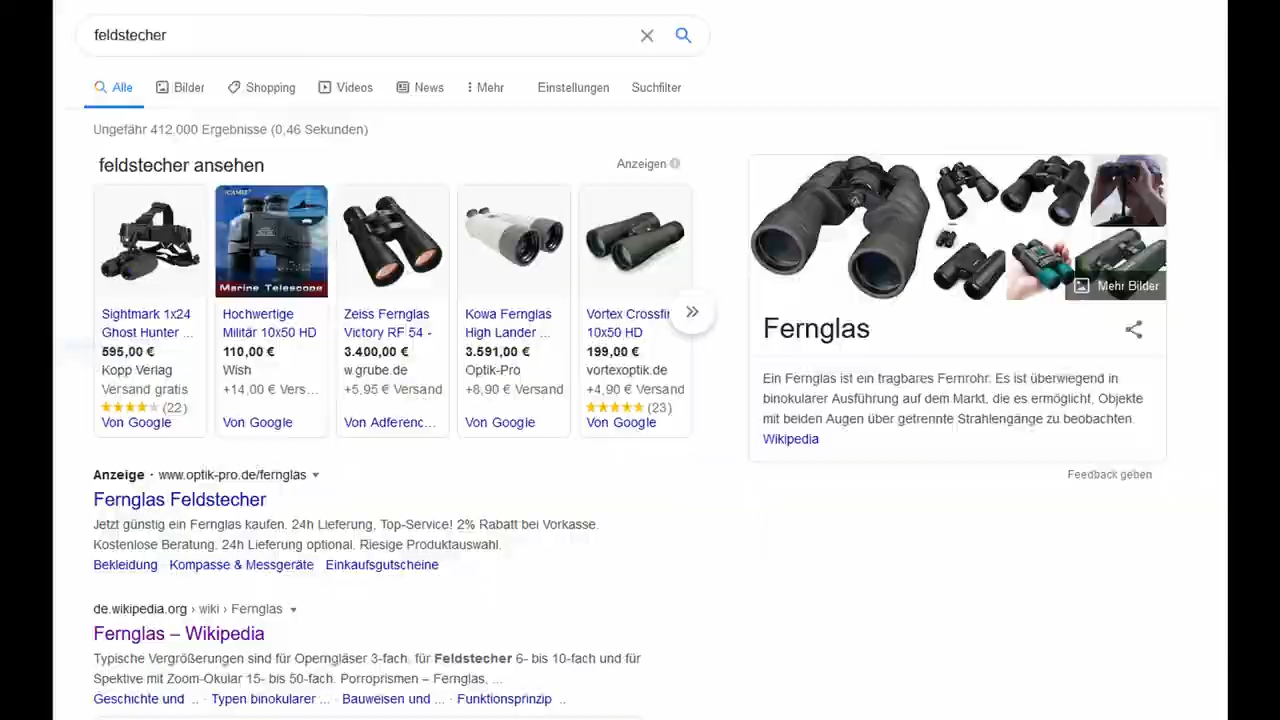 feldstecher
Alle Bilder Shopping Videos News Mehr Einstellungen Suchfilter
Ungefähr 412.000 Ergebnisse (0,46 Sekunden)
feldstecher ansehen
Anzeigen
Sightmark 1x24
Ghost Hunter ...
595,00 €
Kopp Verlag
Versand gratis
(22)
Von Google
Marine Telescope
Hochwertige
Militär 10x50 HD
110,00 €
Wish
+14,00 € Vers...
Von Google
Zeiss Fernglas
Victory RF 54 -
3.400,00 €
w.grube.de
+5,95 € Versand
Von Adferenc...
Kowa Fernglas
High Lander ...
3.591,00 €
Optik-Pro
+8,90 € Versand
Von Google
Vortex Crossfir
10x50 HD
199,00 €
vortexoptik.de
+4,90 € Versand
(23)
Von Google
Anzeige · www.optik-pro.de/fernglas
Fernglas Feldstecher
Jetzt günstig ein Fernglas kaufen. 24h Lieferung, Top-Service! 2% Rabatt bei Vorkasse.
Kostenlose Beratung. 24h Lieferung optional. Riesige Produktauswahl.
Bekleidung · Kompasse & Messgeräte · Einkaufsgutscheine
de.wikipedia.org › wiki › Fernglas
Fernglas – Wikipedia
Typische Vergrößerungen sind für Operngläser 3-fach, für Feldstecher 6- bis 10-fach und für
Spektive mit Zoom-Okular 15- bis 50-fach. Porroprismen – Fernglas, ...
Geschichte und ... · Typen binokularer ... · Bauweisen und ... · Funktionsprinzip ...
Mehr Bilder
Fernglas
Ein Fernglas ist ein tragbares Fernrohr. Es ist überwiegend in
binokularer Ausführung auf dem Markt, die es ermöglicht, Objekte
mit beiden Augen über getrennte Strahlengänge zu beobachten.
Wikipedia
Feedback geben